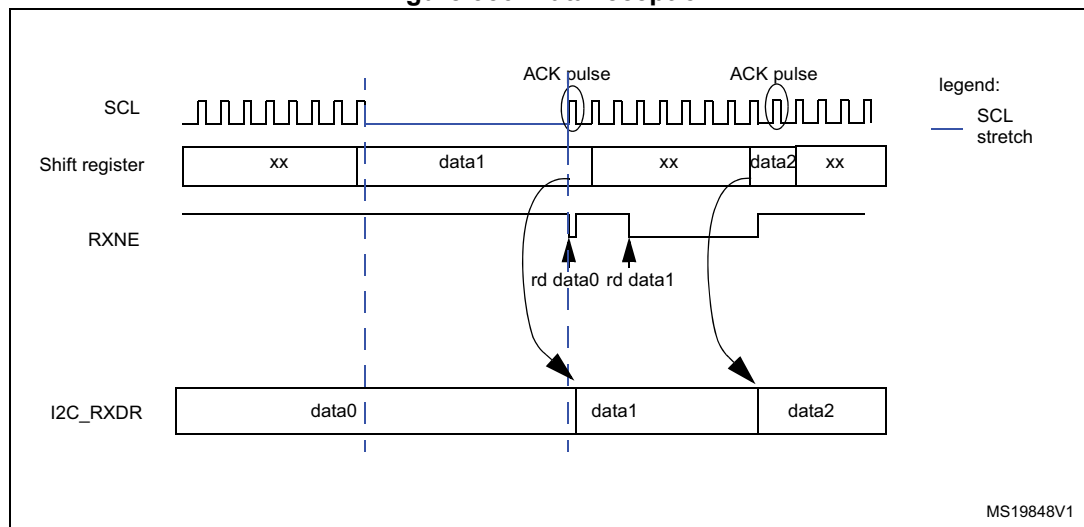 ACK pulse ACK pulse
legend:
SCL
SCL
stretch
Shift register xx data1 xx data2 xx
RXNE
rd data0 rd data1
I2C_RXDR data0 data1 data2
MS19848V1